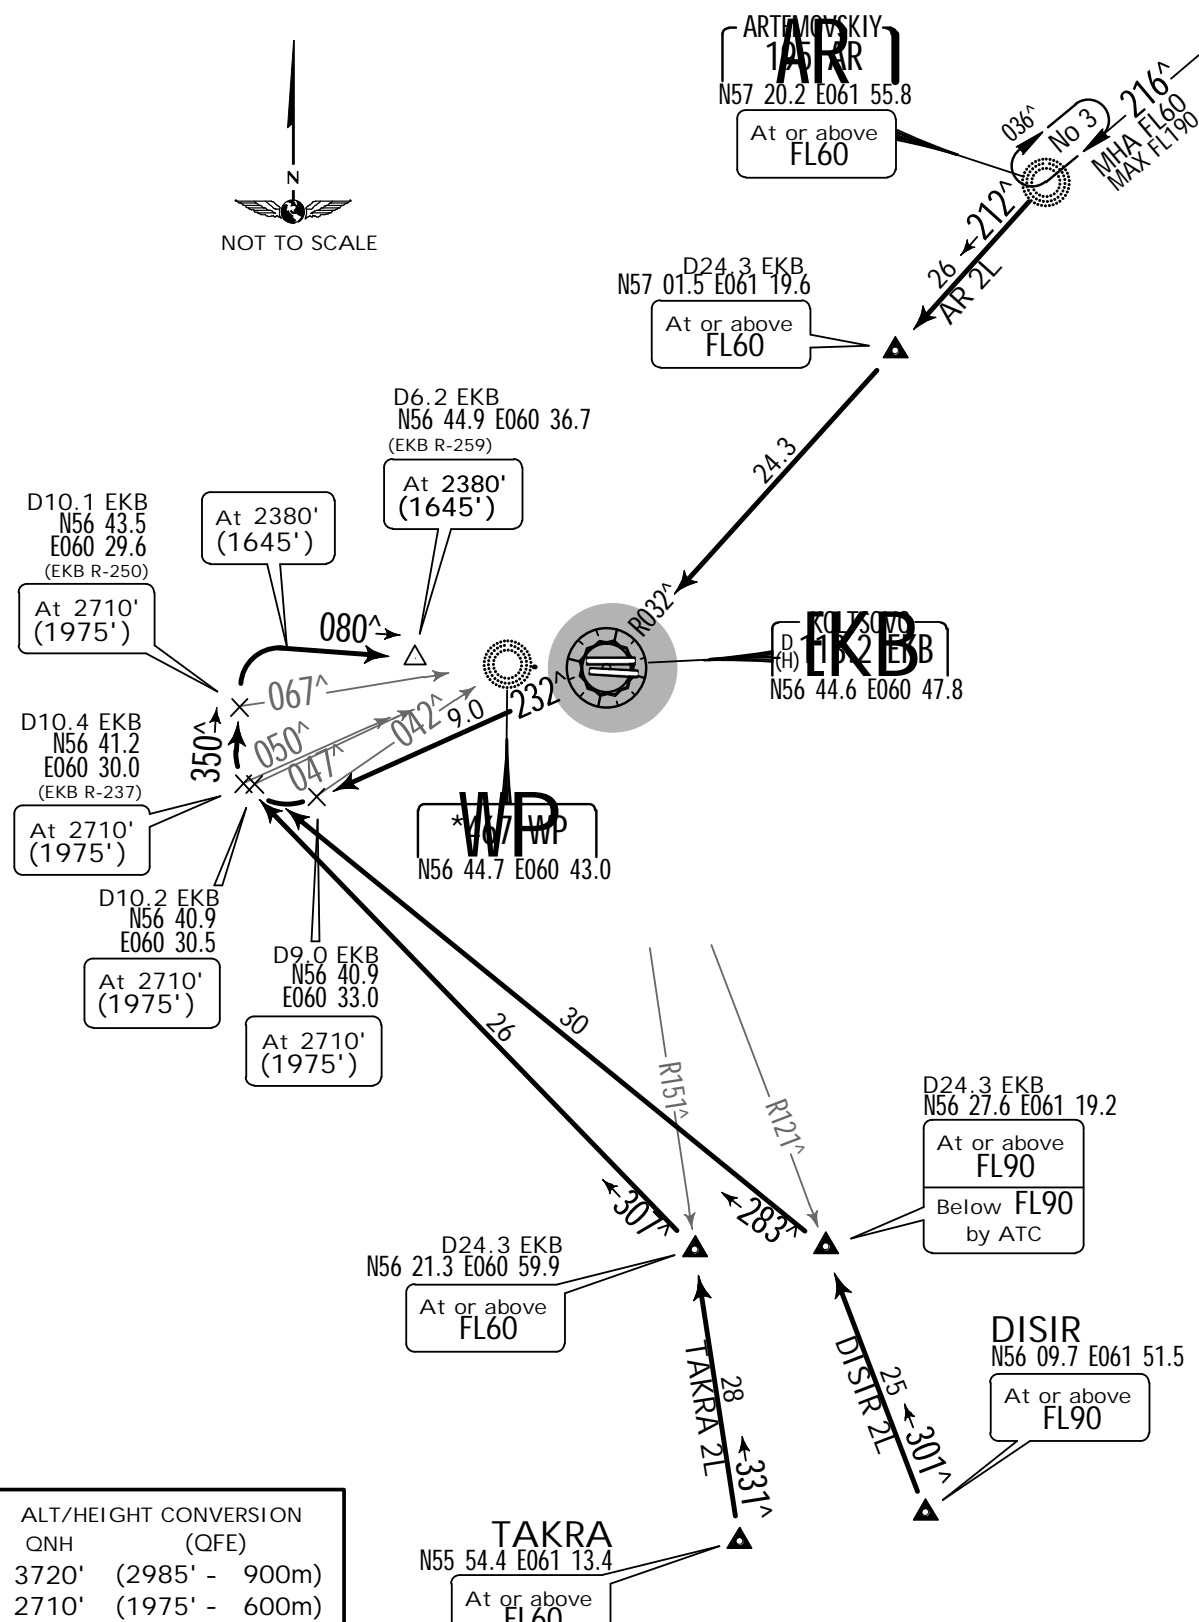 ARTEMOVSKIY
195 AR
AR
N57 20.2 E061 55.8
At or above
FL60
036^
No 3
216^
MHA FL60
MAX FL190
N
NOT TO SCALE
212^
26
AR 2L
D24.3 EKB
N57 01.5 E061 19.6
At or above
FL60
24.3
D6.2 EKB
N56 44.9 E060 36.7
(EKB R-259)
At 2380'
(1645')
At 2380'
(1645')
D10.1 EKB
N56 43.5
E060 29.6
(EKB R-250)
At 2710'
(1975')
080^
R032^
KOLTSOVO
D
(H)
EKB
EKB
N56 44.6 E060 47.8
067^
232^
9.0
042^
050^
047^
350^
D10.4 EKB
N56 41.2
E060 30.0
(EKB R-237)
At 2710'
(1975')
WP
WP
N56 44.7 E060 43.0
D10.2 EKB
N56 40.9
E060 30.5
At 2710'
(1975')
D9.0 EKB
N56 40.9
E060 33.0
At 2710'
(1975')
26
30
R151^
R121^
D24.3 EKB
N56 27.6 E061 19.2
At or above
FL90
Below FL90
by ATC
307^
283^
D24.3 EKB
N56 21.3 E060 59.9
At or above
FL60
DISIR
N56 09.7 E061 51.5
At or above
FL90
TAKRA 2L
28
331^
DISIR 2L
25
301^
TAKRA
N55 54.4 E061 13.4
At or above
FL60
ALT/HEIGHT CONVERSION
QNH (QFE)
3720' (2985' - 900m)
2710' (1975' - 600m)